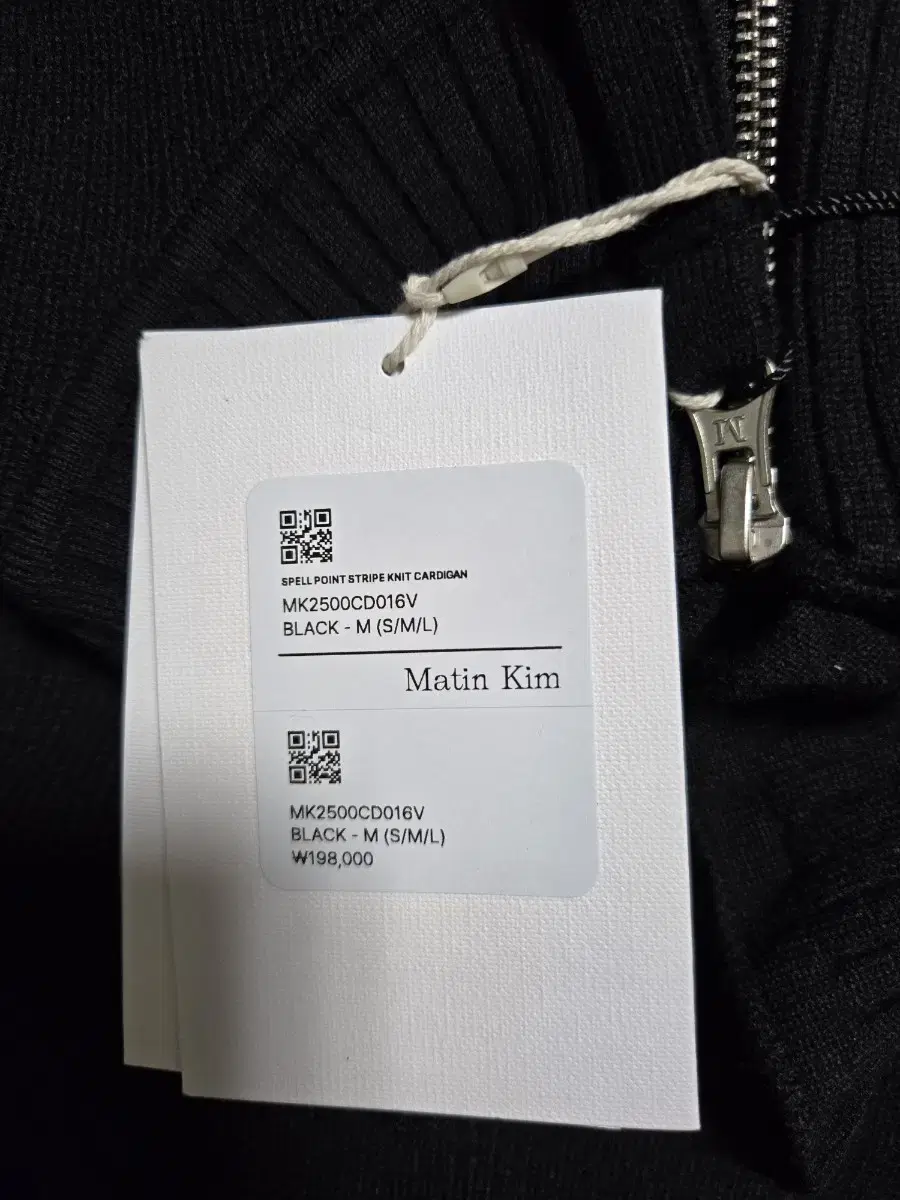 SPELL POINT STRIPE KNIT CARDIGAN
MK2500CD016V
BLACK - M (S/M/L)
Matin Kim
MK2500CD016V
BLACK - M (S/M/L)
₩198,000
M